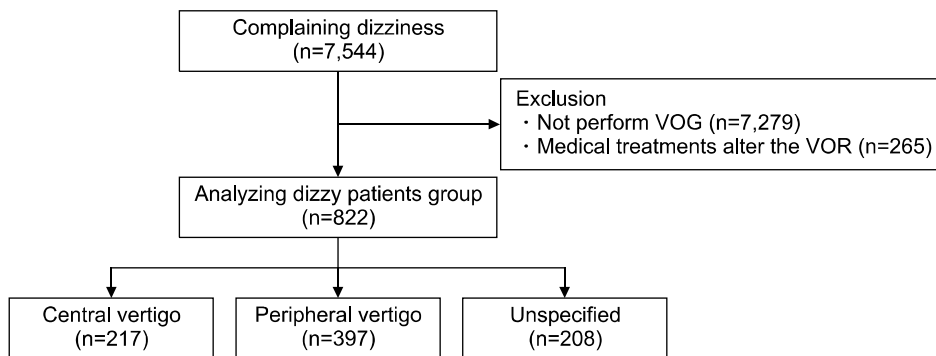 Complaining dizziness
(n=7,544)
Exclusion
· Not perform VOG (n=7,279)
· Medical treatments alter the VOR (n=265)
Analyzing dizzy patients group
(n=822)
Central vertigo
(n=217)
Peripheral vertigo
(n=397)
Unspecified
(n=208)